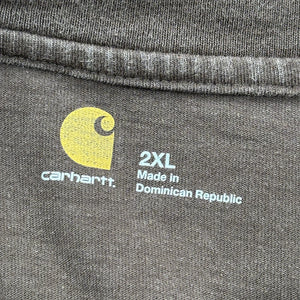 carhartt.
2XL
Made in
Dominican Republic